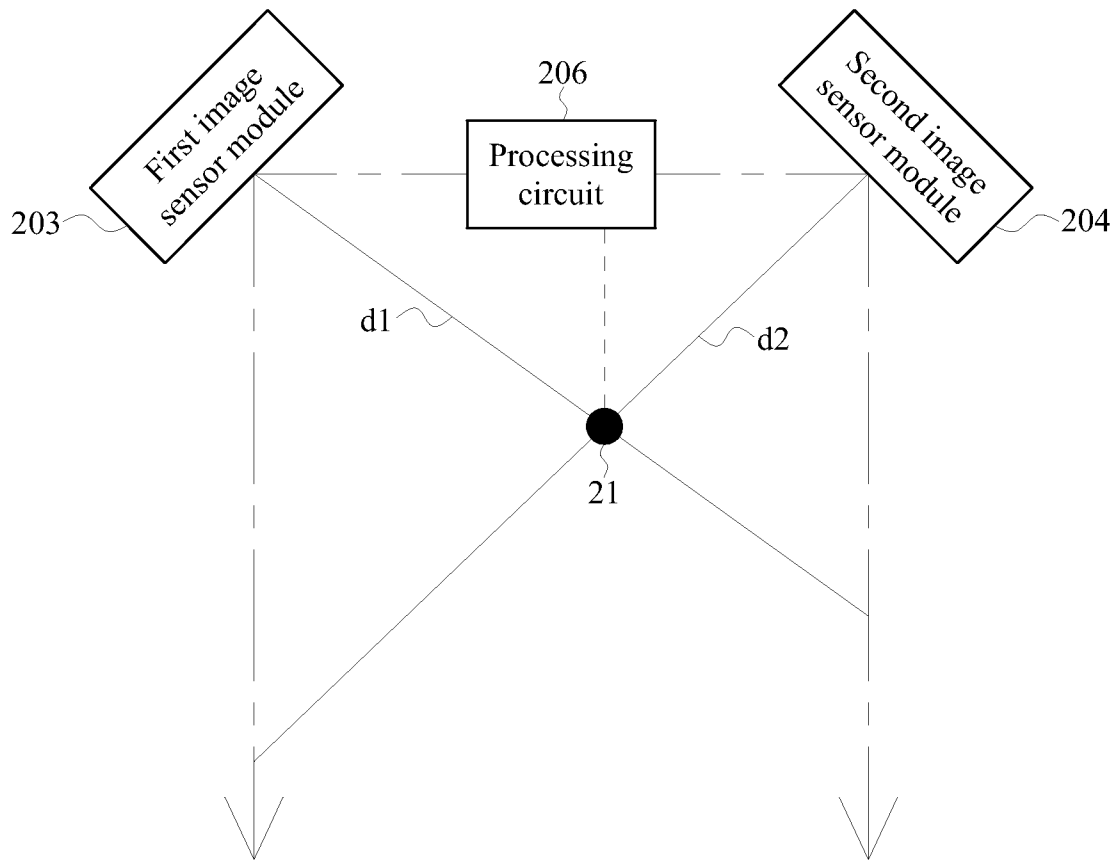 First image
sensor module
203
206
Processing
circuit
Second image
sensor module
204
d1
d2
21